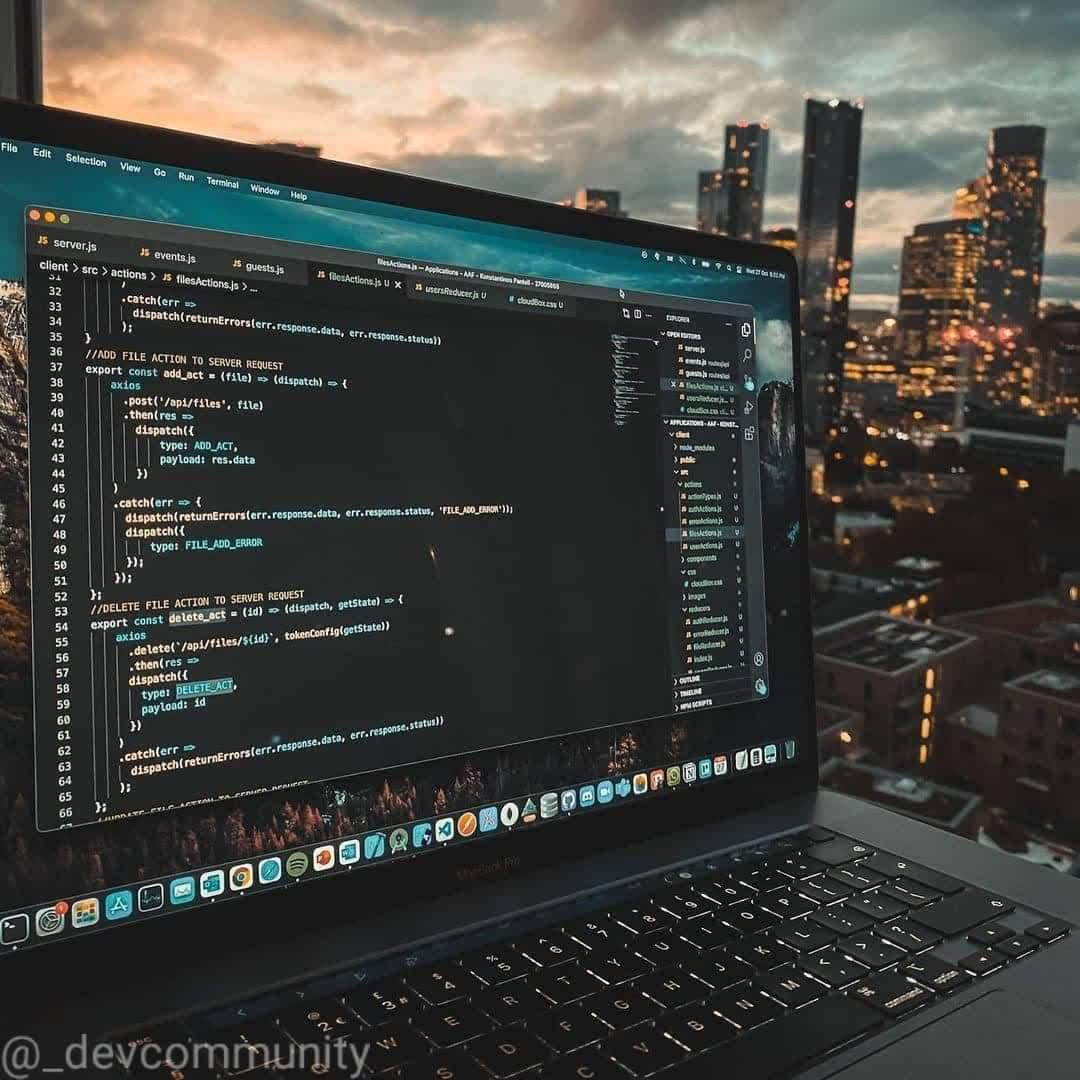 File Edit Selection View Go Run Terminal Window Help
filesActions.js — Applications - AAF - Konstantinos Pantell - 27005859
JS server.js
JS events.js
JS guests.js
JS filesActions.js U ×
JS usersReducer.js U
# cloudBox.css U
client > src > actions > JS filesActions.js > ...
32 .catch(err =>
33 dispatch(returnErrors(err.response.data, err.response.status))
34 );
35 }
36 //ADD FILE ACTION TO SERVER REQUEST
37 export const add_act = (file) => (dispatch) => {
38 axios
39 .post('/api/files', file)
40 .then(res =>
41 dispatch({
42 type: ADD_ACT,
43 payload: res.data
44 })
45 )
46 .catch(err => {
47 dispatch(returnErrors(err.response.data, err.response.status, 'FILE_ADD_ERROR'));
48 dispatch({
49 type: FILE_ADD_ERROR
50 });
51 });
52 };
53 //DELETE FILE ACTION TO SERVER REQUEST
54 export const delete_act = (id) => (dispatch, getState) => {
55 axios
56 .delete(`/api/files/${id}`, tokenConfig(getState))
57 .then(res =>
58 dispatch({
59 type: DELETE_ACT,
60 payload: id
61 })
62 )
63 .catch(err =>
64 dispatch(returnErrors(err.response.data, err.response.status))
65 );
66 };
EXPLORER
OPEN EDITORS
server.js
events.js
guests.js
filesActions.js
usersReducer.js
cloudBox.css
APPLICATIONS - AAF - KONST...
client
node_modules
public
src
actions
actionTypes.js U
authActions.js U
errorActions.js U
filesActions.js U
userActions.js U
components
css
# cloudBox.css U
images
reducers
authReducer.js U
errorReducer.js U
fileReducer.js U
index.js U
OUTLINE
TIMELINE
NPM SCRIPTS
MacBook Pro
command
@_devcommunity